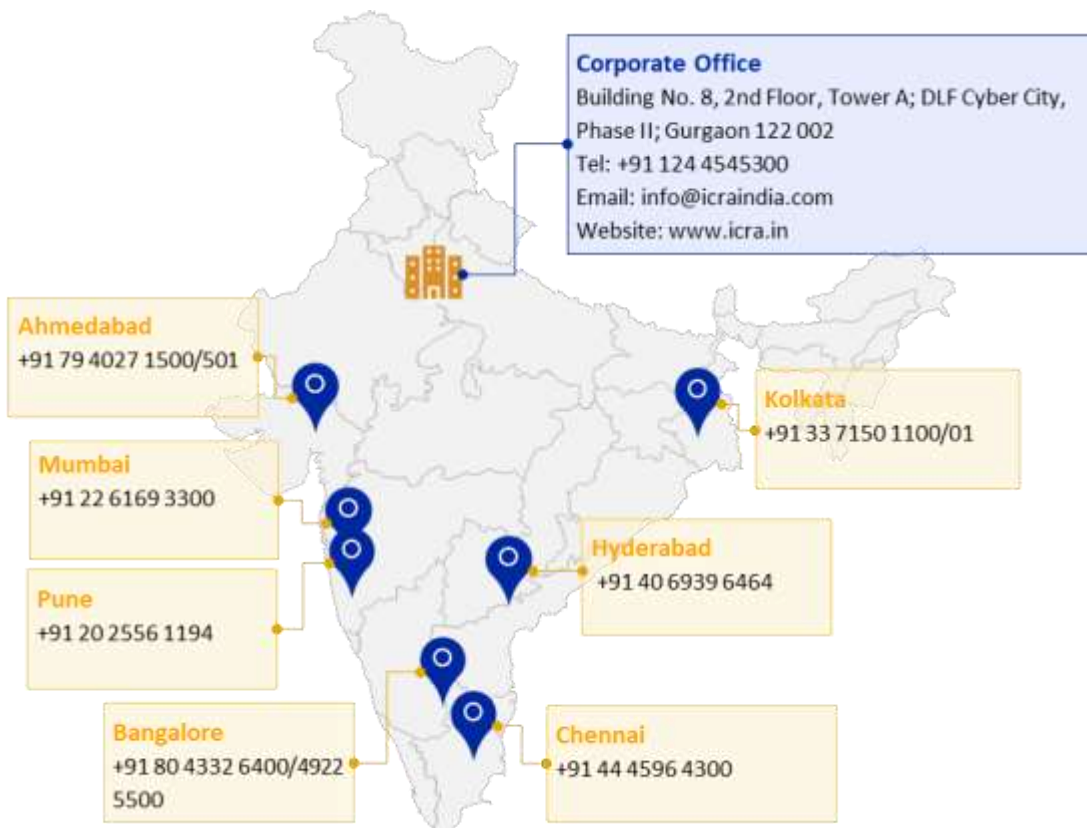 Corporate Office
Building No. 8, 2nd Floor, Tower A; DLF Cyber City,
Phase II; Gurgaon 122 002
Tel: +91 124 4545300
Email: info@icraindia.com
Website: www.icra.in
Ahmedabad
+91 79 4027 1500/501
Kolkata
+91 33 7150 1100/01
Mumbai
+91 22 6169 3300
Hyderabad
+91 40 6939 6464
Pune
+91 20 2556 1194
Bangalore
+91 80 4332 6400/4922
5500
Chennai
+91 44 4596 4300